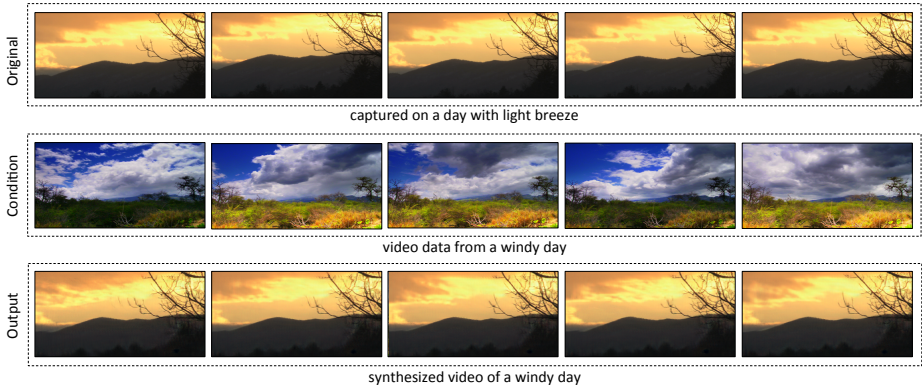 Original
captured on a day with light breeze
Condition
video data from a windy day
Output
synthesized video of a windy day